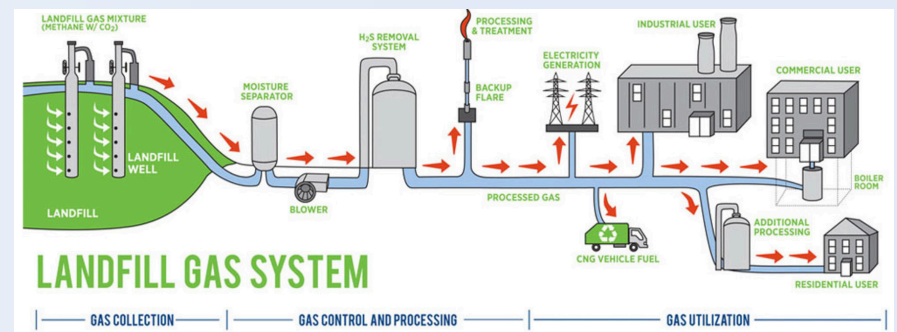 LANDFILL GAS MIXTURE
(METHANE W/ CO₂)
LANDFILL
WELL
LANDFILL
MOISTURE
SEPARATOR
BLOWER
H₂S REMOVAL
SYSTEM
PROCESSING
& TREATMENT
BACKUP
FLARE
PROCESSED GAS
ELECTRICITY
GENERATION
CNG VEHICLE FUEL
INDUSTRIAL USER
COMMERCIAL USER
BOILER
ROOM
ADDITIONAL
PROCESSING
RESIDENTIAL USER
LANDFILL GAS SYSTEM
GAS COLLECTION
GAS CONTROL AND PROCESSING
GAS UTILIZATION